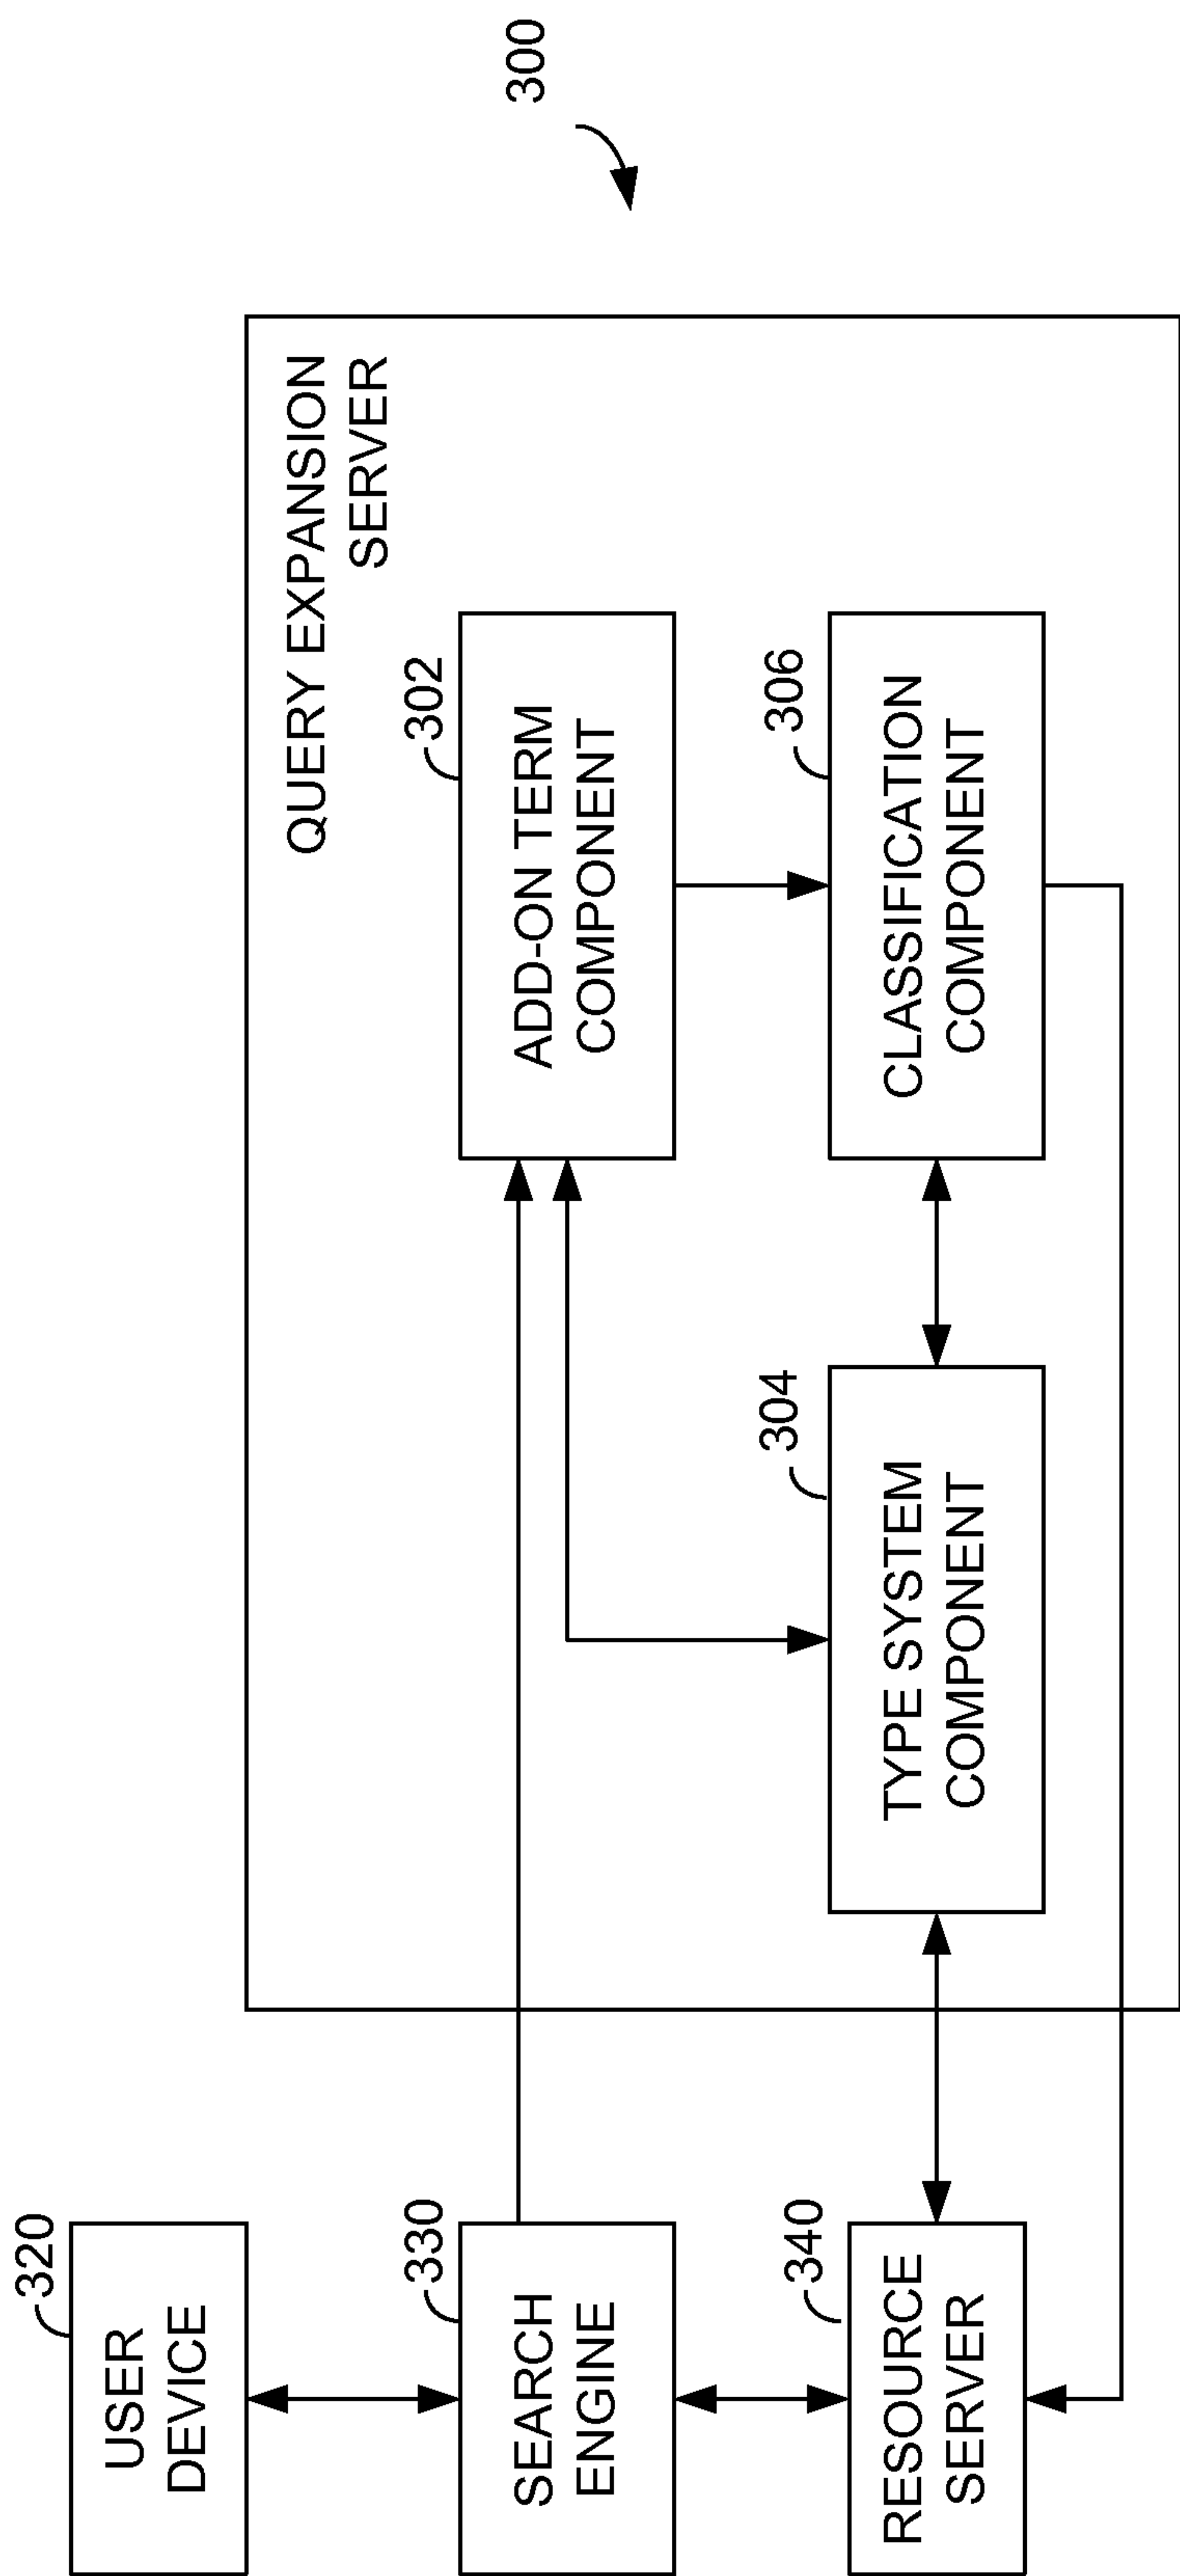 300
QUERY EXPANSION
SERVER
320
USER
DEVICE
330
SEARCH
ENGINE
302
ADD-ON TERM
COMPONENT
340
RESOURCE
SERVER
304
TYPE SYSTEM
COMPONENT
306
CLASSIFICATION
COMPONENT